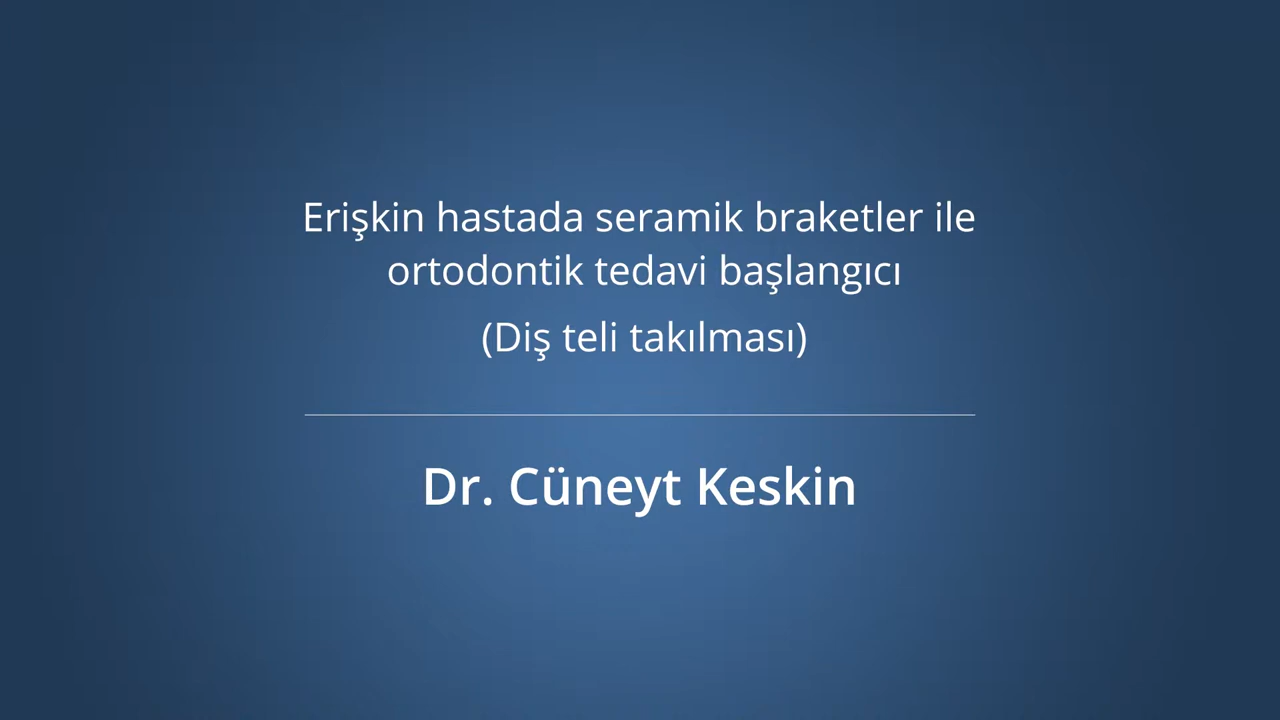 Erişkin hastada seramik braketler ile
ortodontik tedavi başlangıcı
(Diş teli takılması)
Dr. Cüneyt Keskin